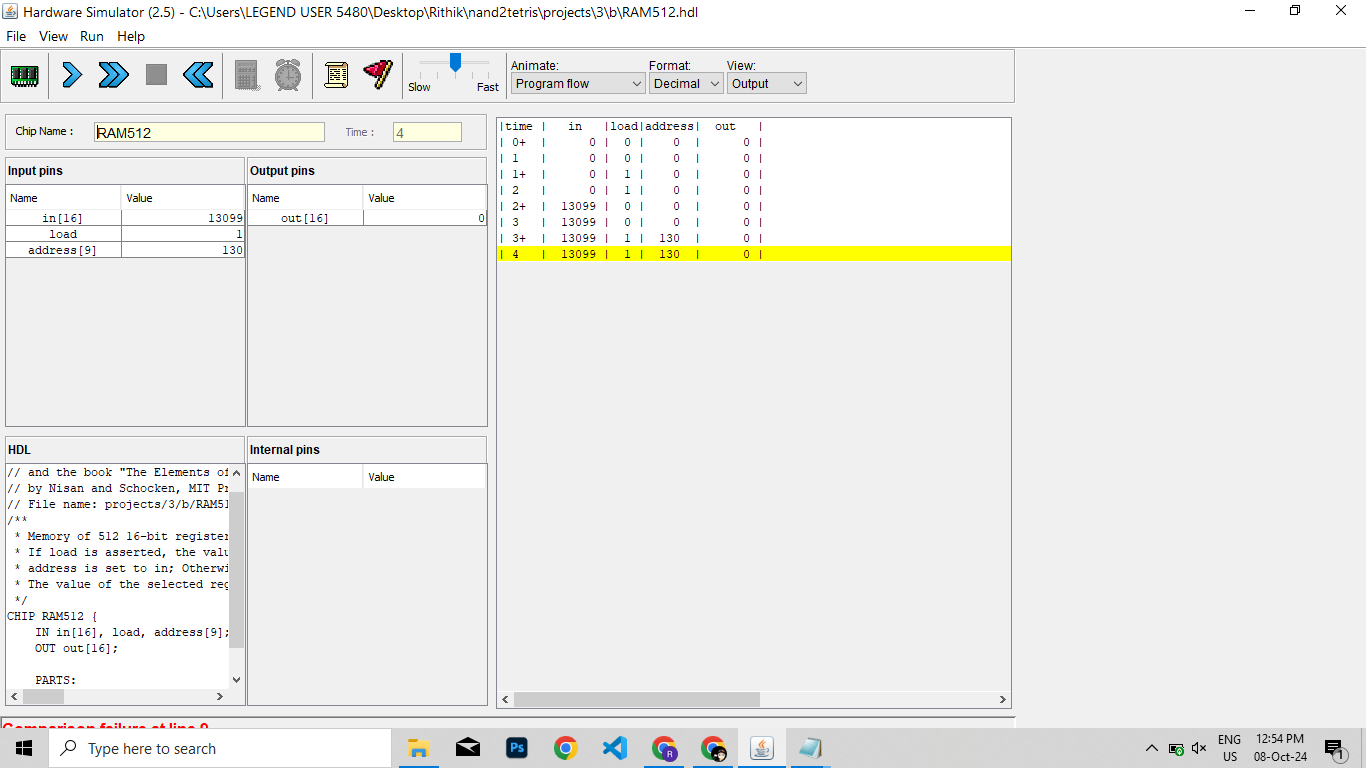 Hardware Simulator (2.5) - C:\Users\LEGEND USER 5480\Desktop\Rithik\nand2tetris\projects\3\b\RAM512.hdl
File View Run Help
Slow Fast
Animate: Format: View:
Program flow Decimal Output
Chip Name : RAM512 Time : 4
Input pins
Name Value
in[16] 13099
load 1
address[9] 130
Output pins
Name Value
out[16] 0
|time | in |load|address| out |
| 0+ | 0 | 0 | 0 | 0 |
| 1 | 0 | 0 | 0 | 0 |
| 1+ | 0 | 1 | 0 | 0 |
| 2 | 0 | 1 | 0 | 0 |
| 2+ | 13099 | 0 | 0 | 0 |
| 3 | 13099 | 0 | 0 | 0 |
| 3+ | 13099 | 1 | 130 | 0 |
| 4 | 13099 | 1 | 130 | 0 |
HDL
// and the book "The Elements of
// by Nisan and Schocken, MIT Pr
// File name: projects/3/b/RAM51
/**
* Memory of 512 16-bit register
* If load is asserted, the valu
* address is set to in; Otherwi
* The value of the selected reg
*/
CHIP RAM512 {
IN in[16], load, address[9];
OUT out[16];
PARTS:
Internal pins
Name Value
Comparison failure at line 9
Type here to search
Ps
R
ENG
US
12:54 PM
08-Oct-24
1